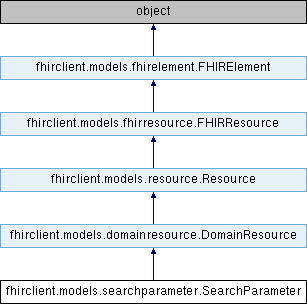 object
fhirclient.models.fhirelement.FHIRElement
fhirclient.models.fhirresource.FHIRResource
fhirclient.models.resource.Resource
fhirclient.models.domainresource.DomainResource
fhirclient.models.searchparameter.SearchParameter